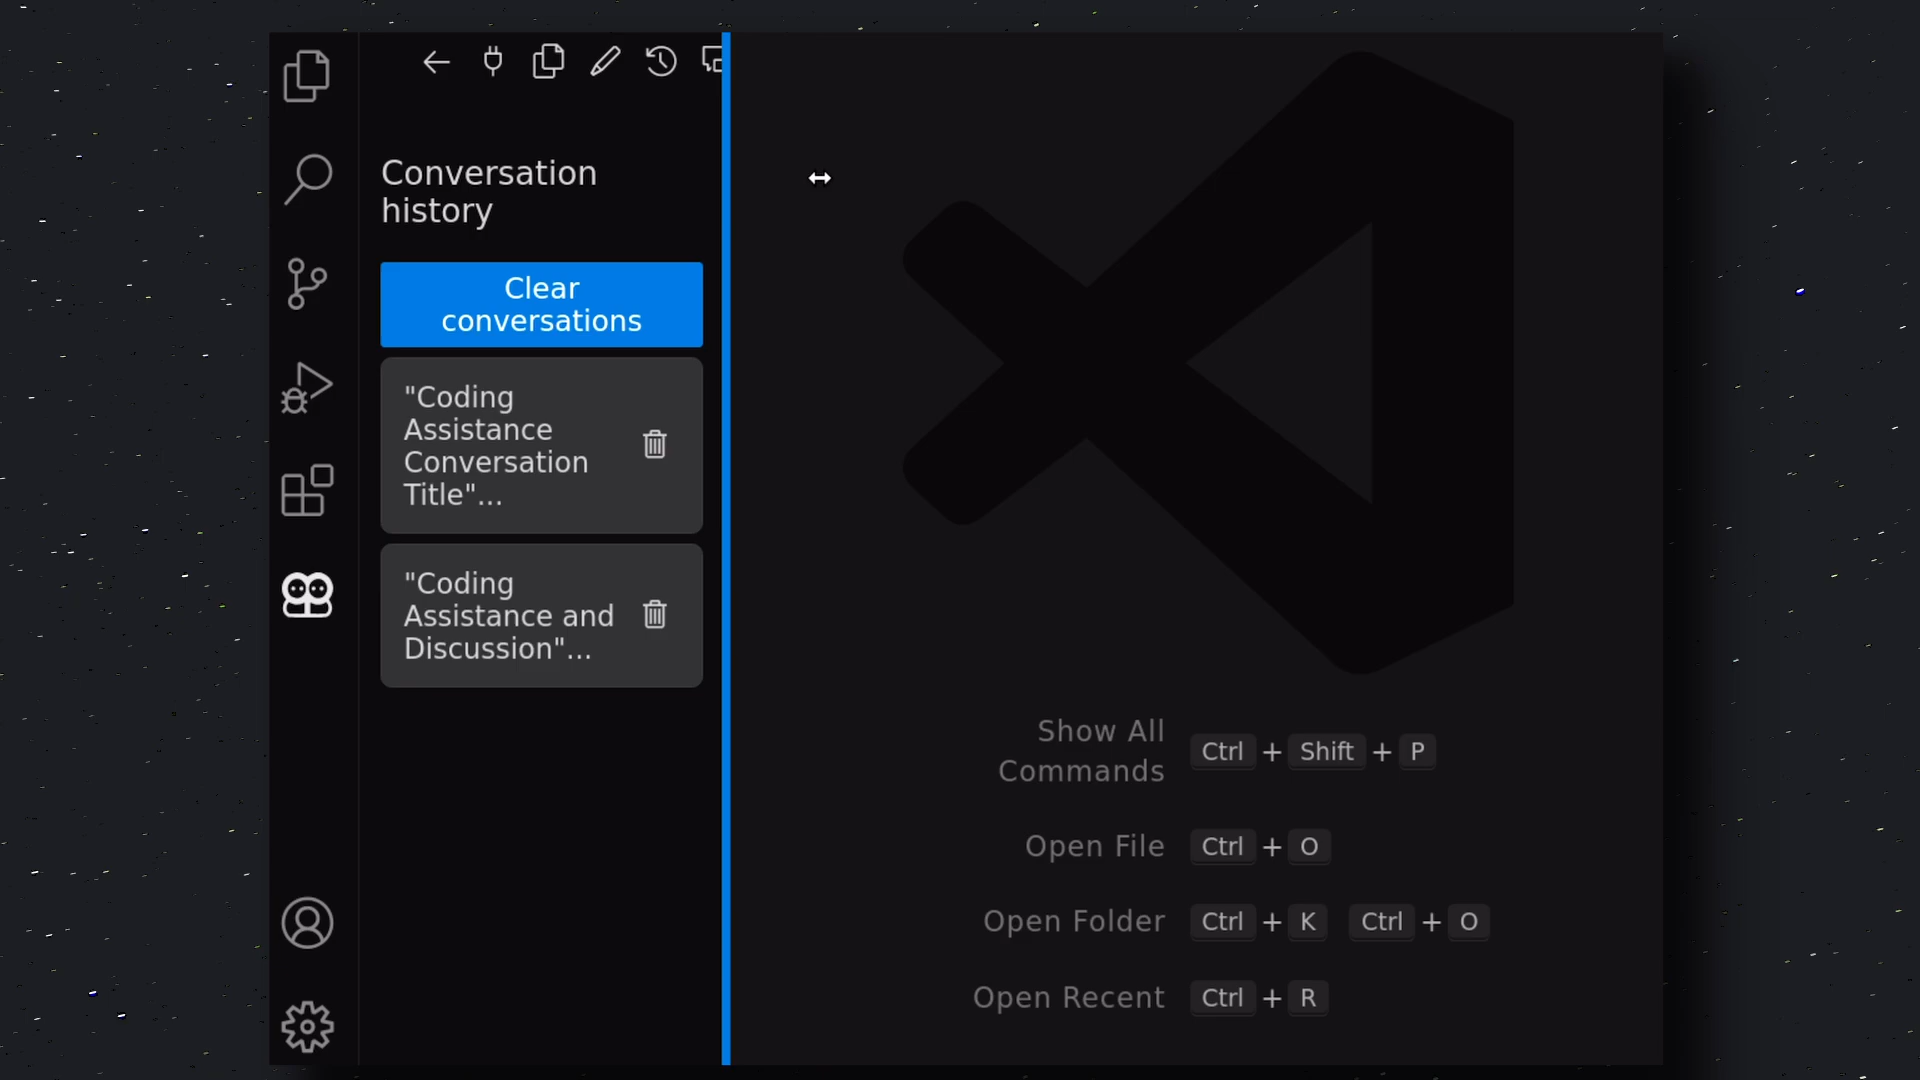 Conversation
history
Clear
conversations
"Coding
Assistance
Conversation
Title"...
"Coding
Assistance and
Discussion"...
Show All
Commands
Ctrl + Shift + P
Open File
Ctrl + O
Open Folder
Ctrl + K Ctrl + O
Open Recent
Ctrl + R